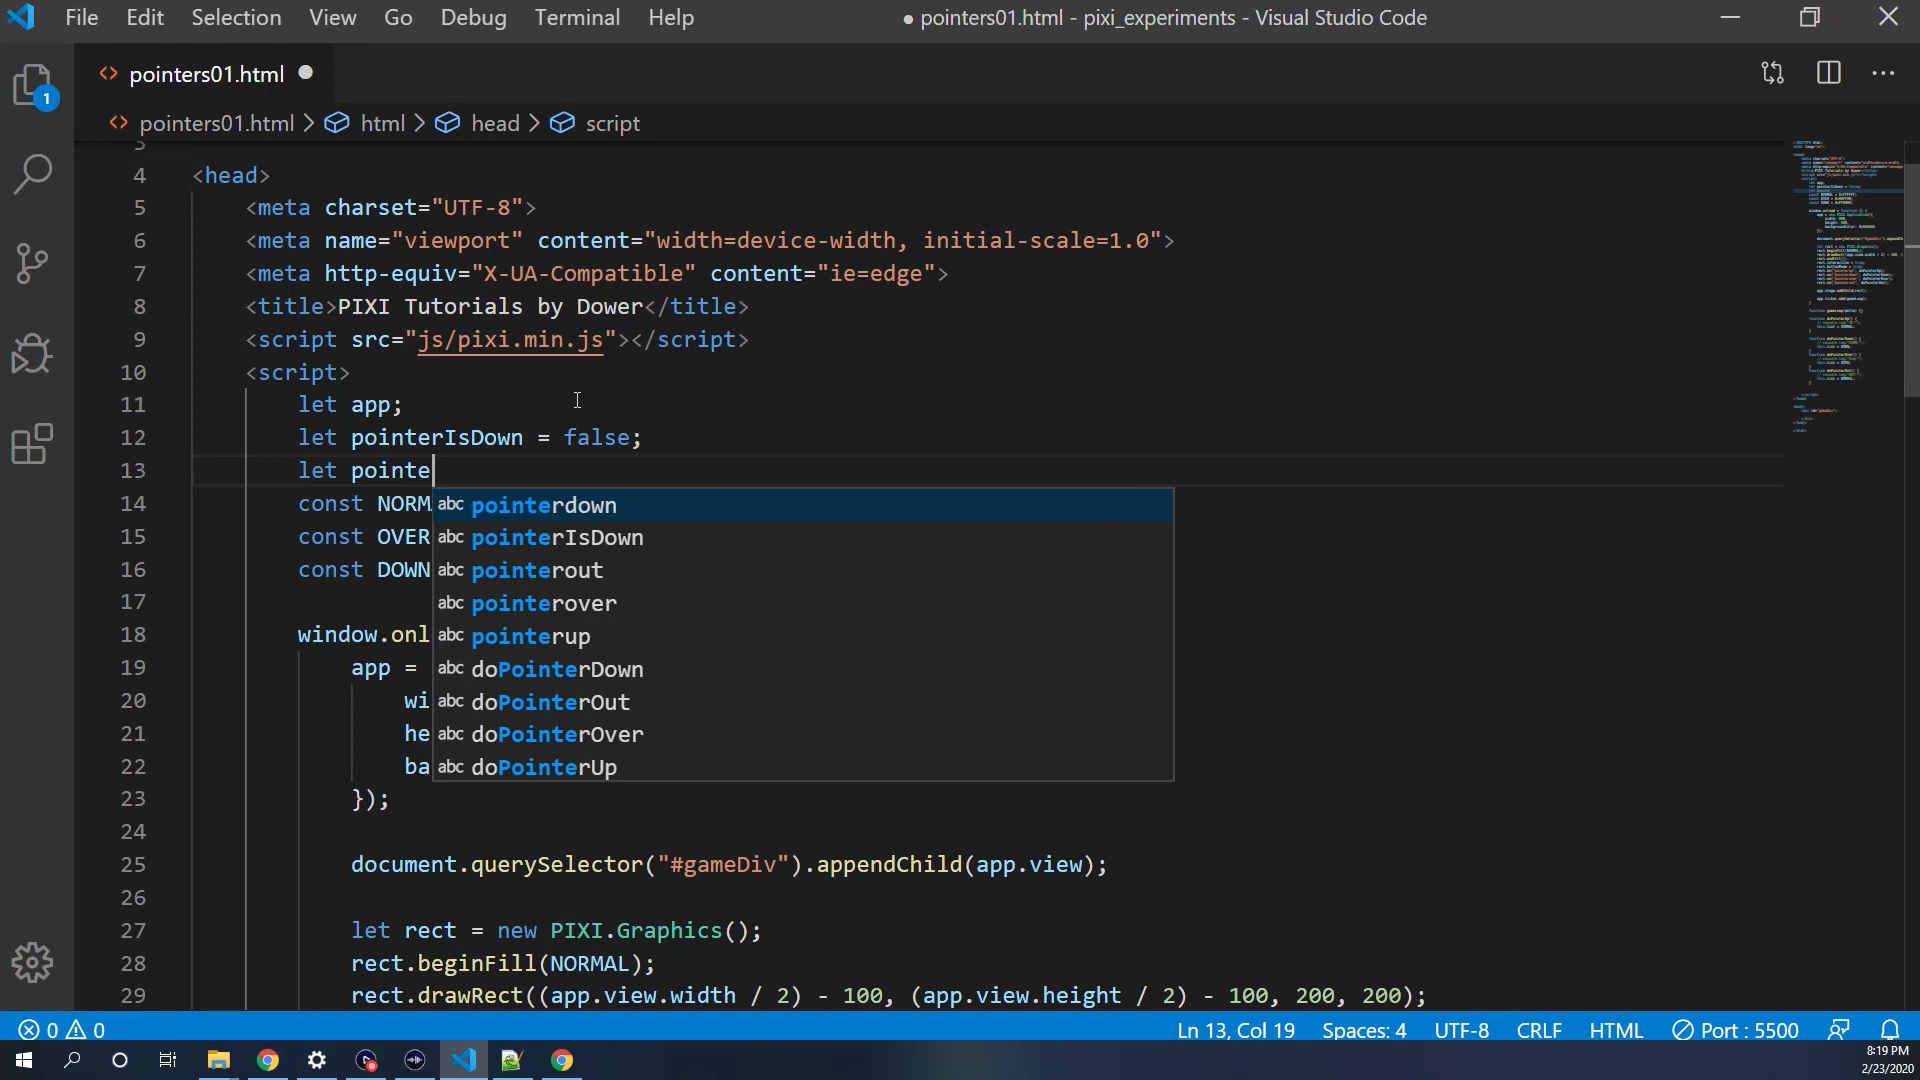 File Edit Selection View Go Debug Terminal Help
● pointers01.html - pixi_experiments - Visual Studio Code
pointers01.html
pointers01.html > html > head > script
1
3
4 <head>
5 <meta charset="UTF-8">
6 <meta name="viewport" content="width=device-width, initial-scale=1.0">
7 <meta http-equiv="X-UA-Compatible" content="ie=edge">
8 <title>PIXI Tutorials by Dower</title>
9 <script src="js/pixi.min.js"></script>
10 <script>
11 let app;
12 let pointerIsDown = false;
13 let pointe
14 const NORM
15 const OVER
16 const DOWN
17
18 window.onl
19 app =
20 wi
21 he
22 ba
abc pointerdown
abc pointerIsDown
abc pointerout
abc pointerover
abc pointerup
abc doPointerDown
abc doPointerOut
abc doPointerOver
abc doPointerUp
23 });
24
25 document.querySelector("#gameDiv").appendChild(app.view);
26
27 let rect = new PIXI.Graphics();
28 rect.beginFill(NORMAL);
29 rect.drawRect((app.view.width / 2) - 100, (app.view.height / 2) - 100, 200, 200);
0 0
Ln 13, Col 19 Spaces: 4 UTF-8 CRLF HTML Port : 5500
8:19 PM
2/23/2020